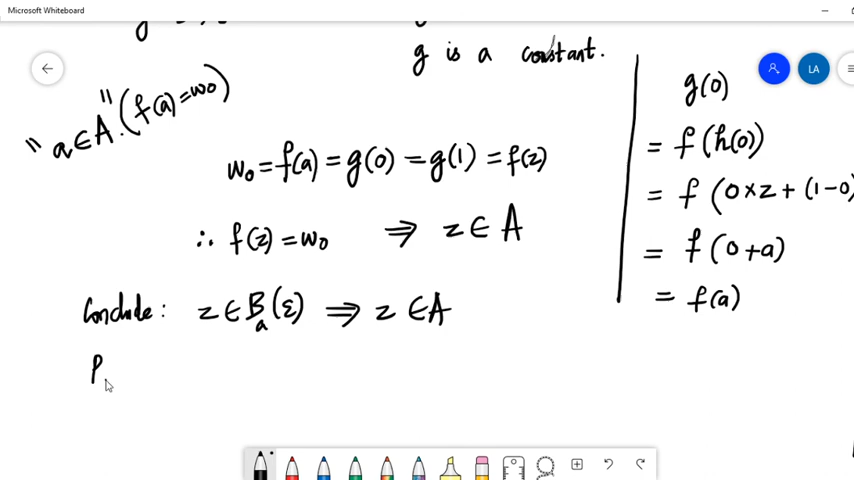 Microsoft Whiteboard
g is a constant.
LA
" a ∈ A " (f(a) = w₀)
w₀ = f(a) = g(0) = g(1) = f(z)
∴ f(z) = w₀ ⇒ z ∈ A
Conclude: z ∈ B_a(ε) ⇒ z ∈ A
P
g(0)
= f(h(0))
= f(0×z + (1−0)
= f(0+a)
= f(a)